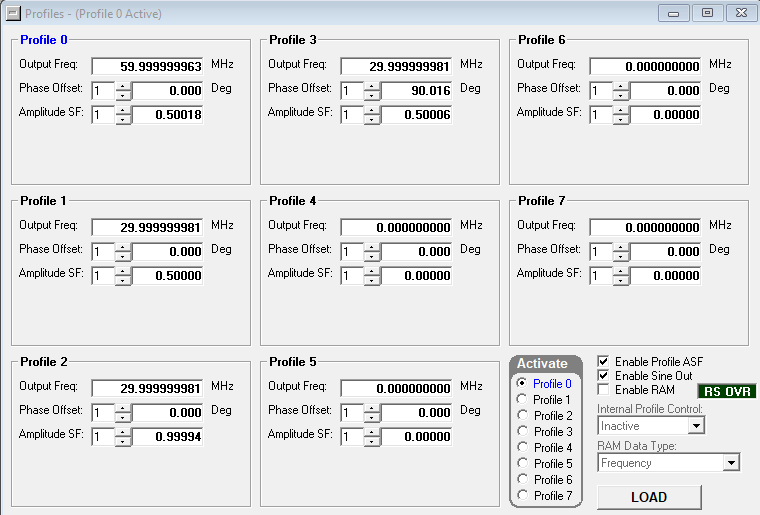 Profiles - (Profile 0 Active)
Profile 0
Output Freq: 59.999999963 MHz
Phase Offset: 1 0.000 Deg
Amplitude SF: 1 0.50018
Profile 3
Output Freq: 29.999999981 MHz
Phase Offset: 1 90.016 Deg
Amplitude SF: 1 0.50006
Profile 6
Output Freq: 0.000000000 MHz
Phase Offset: 1 0.000 Deg
Amplitude SF: 1 0.00000
Profile 1
Output Freq: 29.999999981 MHz
Phase Offset: 1 0.000 Deg
Amplitude SF: 1 0.50000
Profile 4
Output Freq: 0.000000000 MHz
Phase Offset: 1 0.000 Deg
Amplitude SF: 1 0.00000
Profile 7
Output Freq: 0.000000000 MHz
Phase Offset: 1 0.000 Deg
Amplitude SF: 1 0.00000
Profile 2
Output Freq: 29.999999981 MHz
Phase Offset: 1 0.000 Deg
Amplitude SF: 1 0.99994
Profile 5
Output Freq: 0.000000000 MHz
Phase Offset: 1 0.000 Deg
Amplitude SF: 1 0.00000
Activate
Profile 0
Profile 1
Profile 2
Profile 3
Profile 4
Profile 5
Profile 6
Profile 7
Enable Profile ASF
Enable Sine Out
Enable RAM
RS OVR
Internal Profile Control:
Inactive
RAM Data Type:
Frequency
LOAD